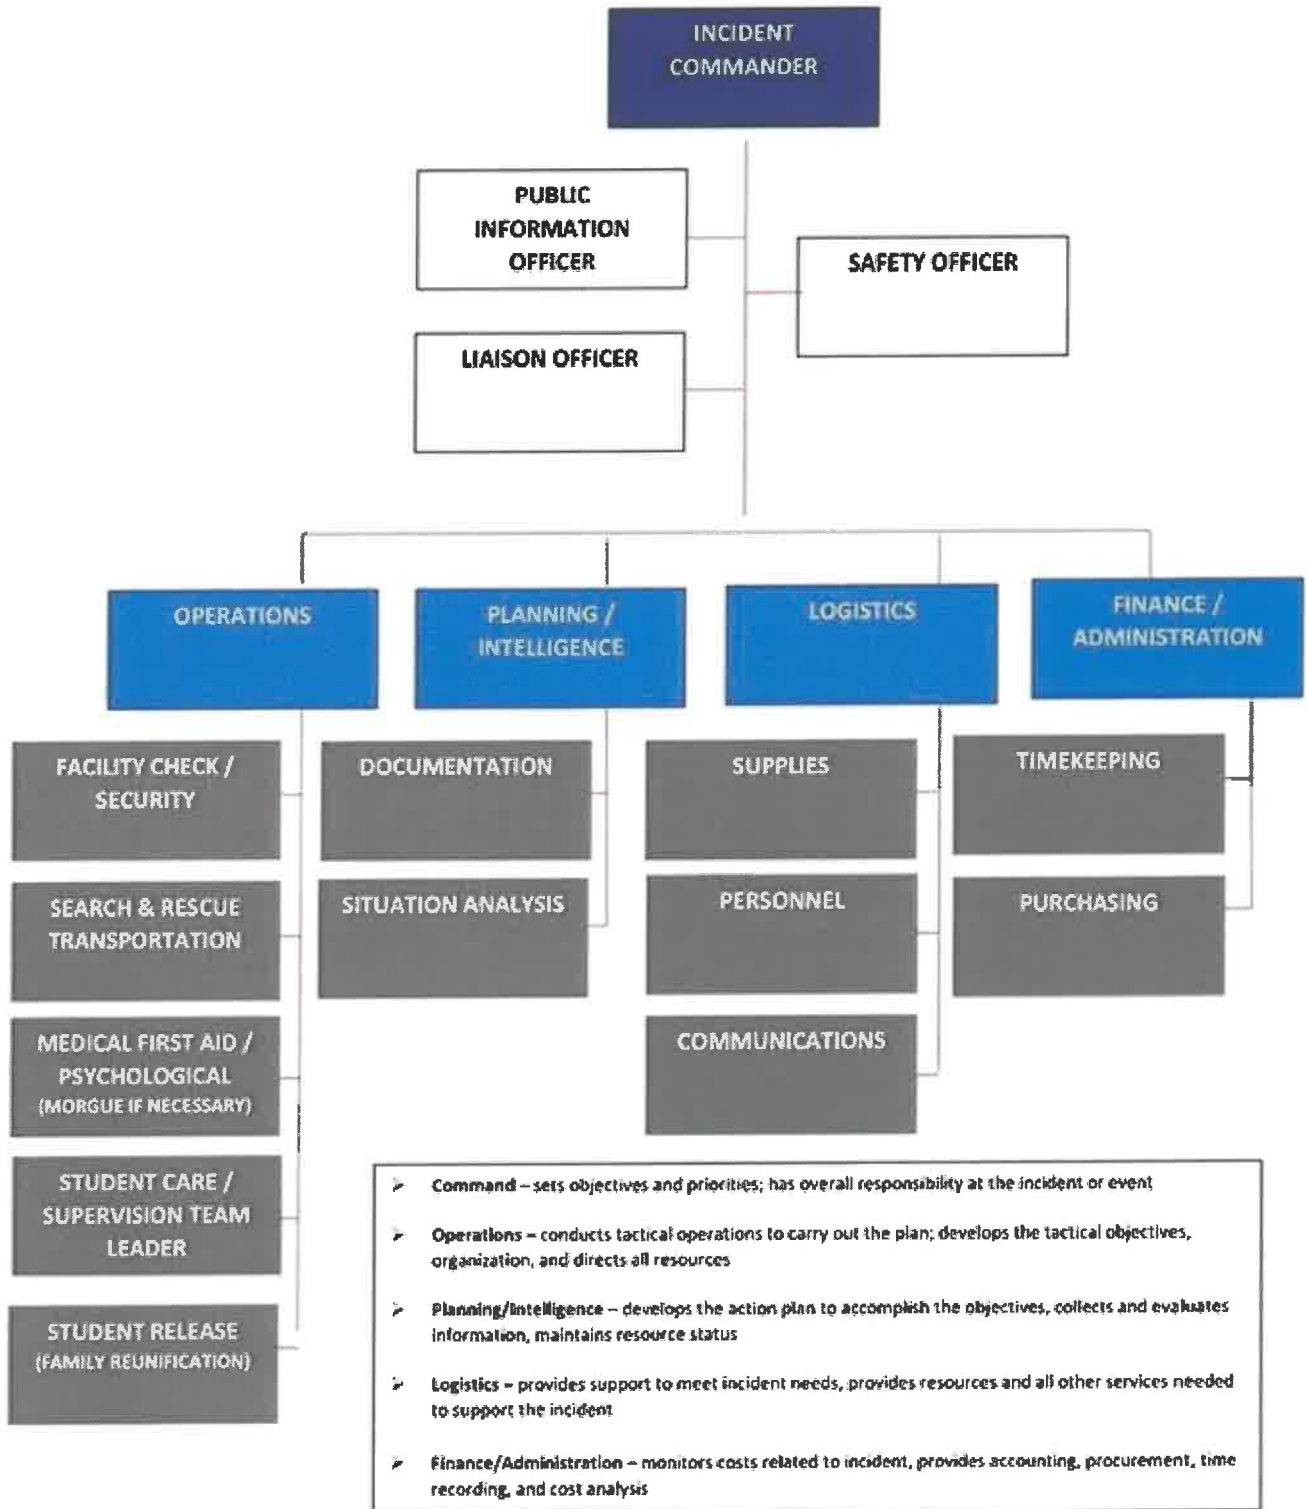 INCIDENT
COMMANDER
PUBLIC
INFORMATION
OFFICER
SAFETY OFFICER
LIAISON OFFICER
OPERATIONS
PLANNING /
INTELLIGENCE
LOGISTICS
FINANCE /
ADMINISTRATION
FACILITY CHECK /
SECURITY
SEARCH & RESCUE
TRANSPORTATION
MEDICAL FIRST AID /
PSYCHOLOGICAL
(MORGUE IF NECESSARY)
STUDENT CARE /
SUPERVISION TEAM
LEADER
STUDENT RELEASE
(FAMILY REUNIFICATION)
DOCUMENTATION
SITUATION ANALYSIS
SUPPLIES
PERSONNEL
COMMUNICATIONS
TIMEKEEPING
PURCHASING
➢ Command – sets objectives and priorities; has overall responsibility at the incident or event
➢ Operations – conducts tactical operations to carry out the plan; develops the tactical objectives,
organization, and directs all resources
➢ Planning/Intelligence – develops the action plan to accomplish the objectives, collects and evaluates
information, maintains resource status
➢ Logistics – provides support to meet incident needs, provides resources and all other services needed
to support the incident
➢ Finance/Administration – monitors costs related to incident, provides accounting, procurement, time
recording, and cost analysis